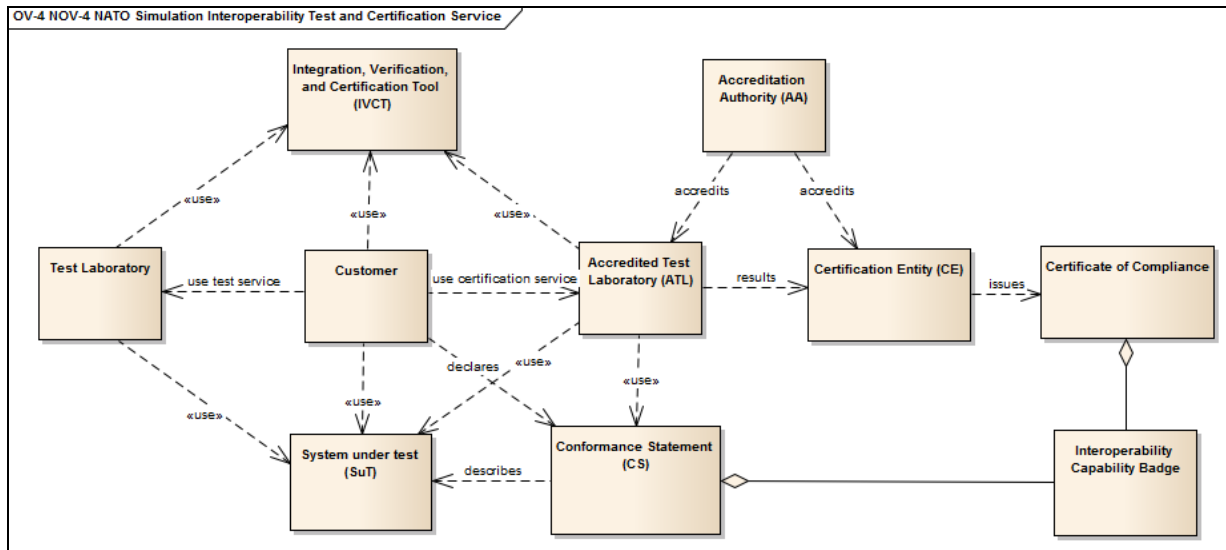 OV-4 NOV-4 NATO Simulation Interoperability Test and Certification Service
Integration, Verification,
and Certification Tool
(IVCT)
Accreditation
Authority (AA)
accredits
accredits
«use»
«use»
«use»
Test Laboratory
use test service
Customer
use certification service
Accredited Test
Laboratory (ATL)
results
Certification Entity (CE)
issues
Certificate of Compliance
«use»
«use»
declares
«use»
«use»
System under test
(SuT)
describes
Conformance Statement
(CS)
Interoperability
Capability Badge